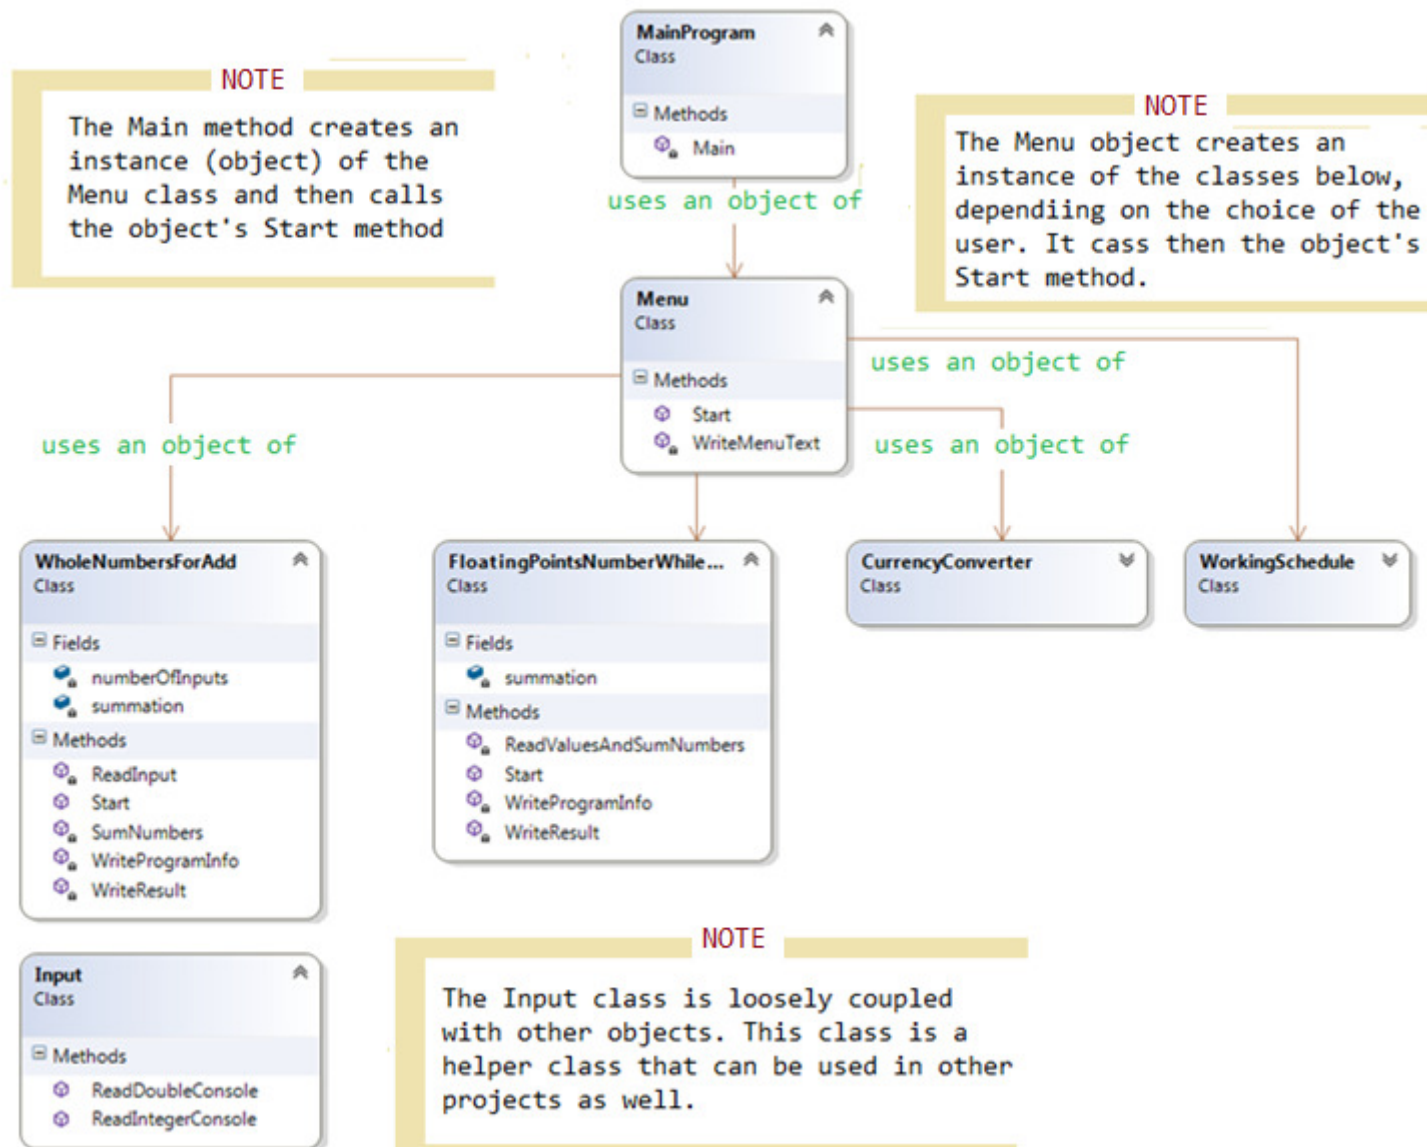 MainProgram
Class
Methods
Main
NOTE
The Main method creates an
instance (object) of the
Menu class and then calls
the object's Start method
NOTE
The Menu object creates an
instance of the classes below,
dependiing on the choice of the
user. It cass then the object's
Start method.
uses an object of
Menu
Class
Methods
Start
WriteMenuText
uses an object of
uses an object of
uses an object of
WholeNumbersForAdd
Class
Fields
numberOfInputs
summation
Methods
ReadInput
Start
SumNumbers
WriteProgramInfo
WriteResult
FloatingPointsNumberWhile...
Class
Fields
summation
Methods
ReadValuesAndSumNumbers
Start
WriteProgramInfo
WriteResult
CurrencyConverter
Class
WorkingSchedule
Class
Input
Class
Methods
ReadDoubleConsole
ReadIntegerConsole
NOTE
The Input class is loosely coupled
with other objects. This class is a
helper class that can be used in other
projects as well.